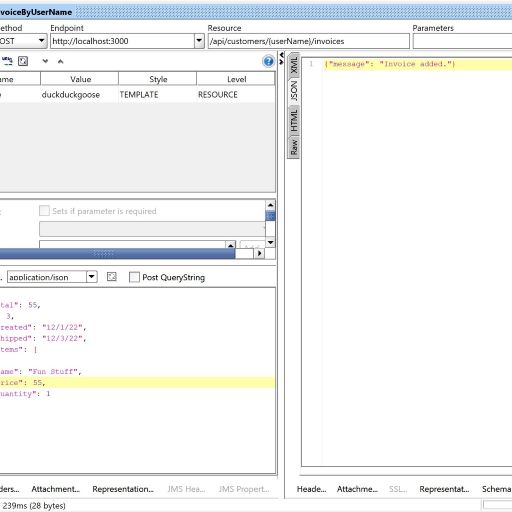 voiceByUserName
ethod Endpoint Resource Parameters
OST http://localhost:3000 /api/customers/{userName}/invoices
ame Value Style Level
duckduckgoose TEMPLATE RESOURCE
Sets if parameter is required
application/json Post QueryString
tal": 55,
3,
reated": "12/1/22",
hipped": "12/3/22",
tems": [
ame": "Fun Stuff",
rice": 55,
uantity": 1
ders... Attachment... Representation... JMS Hea... JMS Propert...
239ms (28 bytes)
XML
JSON
HTML
Raw
1 {"message": "Invoice added."}
Heade... Attachme... SSL... Representat... Schema